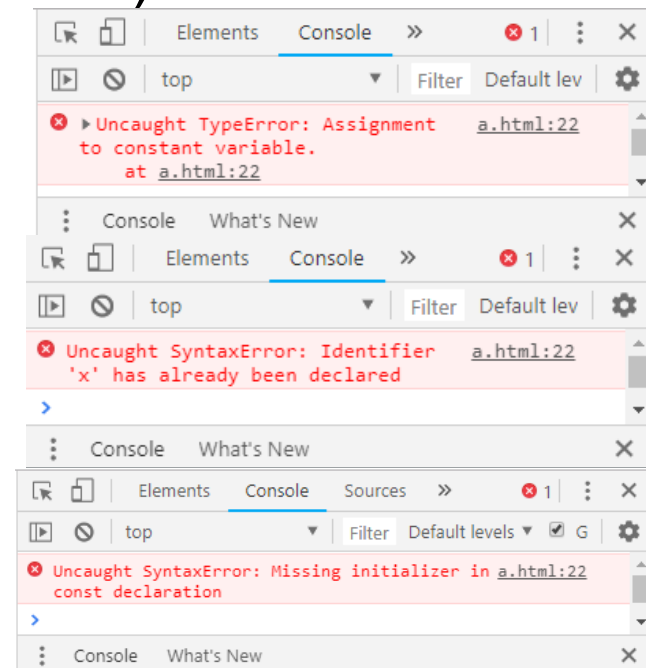 Elements Console » 1
top Filter Default lev
Uncaught TypeError: Assignment a.html:22
to constant variable.
at a.html:22
Console What's New
Elements Console » 1
top Filter Default lev
Uncaught SyntaxError: Identifier a.html:22
'x' has already been declared
>
Console What's New
Elements Console Sources » 1
top Filter Default levels ▼ G
Uncaught SyntaxError: Missing initializer in a.html:22
const declaration
>
Console What's New